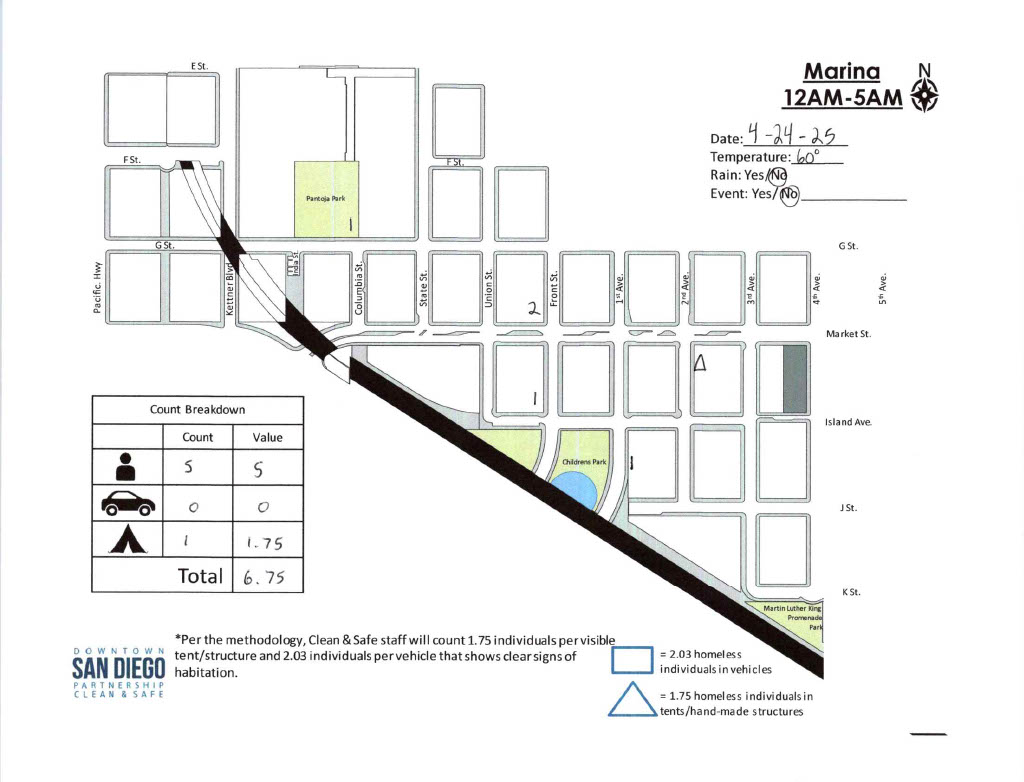 Marina
12AM-5AM
N
Date: 4-24-25
Temperature: 60°
Rain: Yes/No
Event: Yes/No
E St.
F St.
F St.
Pantoja Park
1
G St.
G St.
Pacific. Hwy
Kettner Blvd
India St.
Columbia St.
State St.
Union St.
Front St.
1st Ave.
2nd Ave.
3rd Ave.
4th Ave.
5th Ave.
2
Market St.
1
Island Ave.
Childrens Park
1
J St.
K St.
Martin Luther King
Promenade
Park
Count Breakdown
Count Value
5 5
0 0
1 1.75
Total 6.75
*Per the methodology, Clean & Safe staff will count 1.75 individuals per visible
tent/structure and 2.03 individuals per vehicle that shows clear signs of
habitation.
DOWNTOWN
SAN DIEGO
PARTNERSHIP
CLEAN & SAFE
= 2.03 homeless
individuals in vehicles
= 1.75 homeless individuals in
tents/hand-made structures